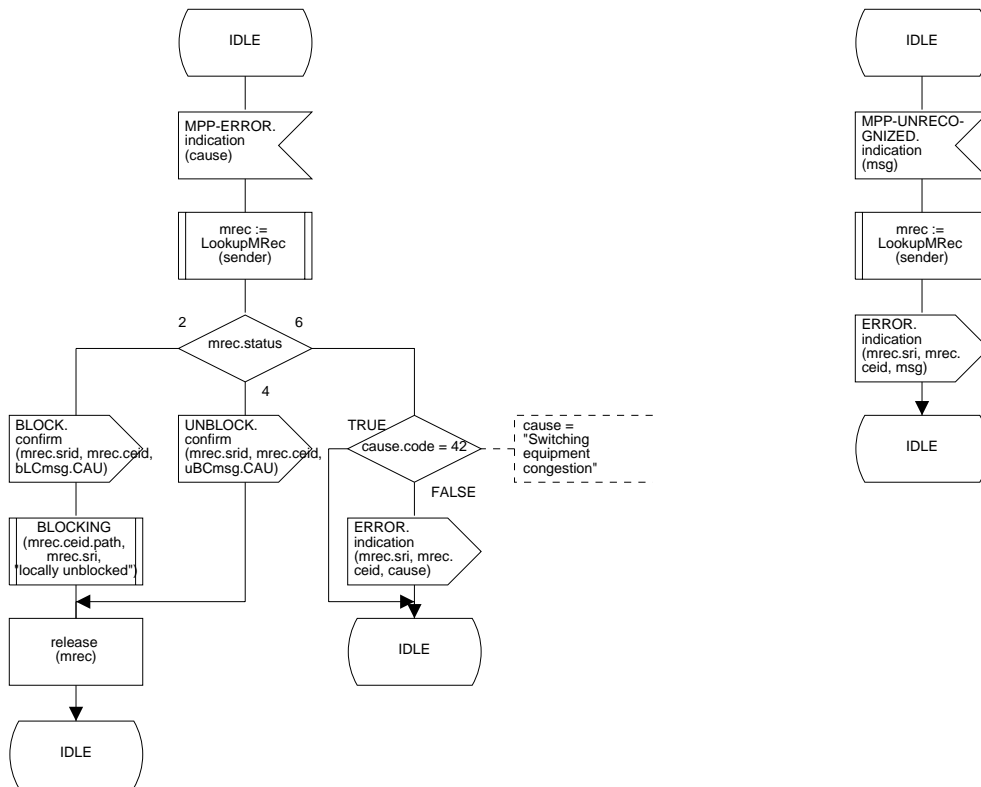 IDLE
MPP-ERROR.
indication
(cause)
mrec :=
LookupMRec
(sender)
2
6
mrec.status
4
BLOCK.
confirm
(mrec.srid, mrec.ceid,
bLCmsg.CAU)
UNBLOCK.
confirm
(mrec.srid, mrec.ceid,
uBCmsg.CAU)
TRUE
cause.code = 42
FALSE
cause =
"Switching
equipment
congestion"
BLOCKING
(mrec.ceid.path,
mrec.sri,
"locally unblocked")
ERROR.
indication
(mrec.sri, mrec.
ceid, cause)
release
(mrec)
IDLE
IDLE
IDLE
MPP-UNRECO-
GNIZED.
indication
(msg)
mrec :=
LookupMRec
(sender)
ERROR.
indication
(mrec.sri, mrec.
ceid, msg)
IDLE